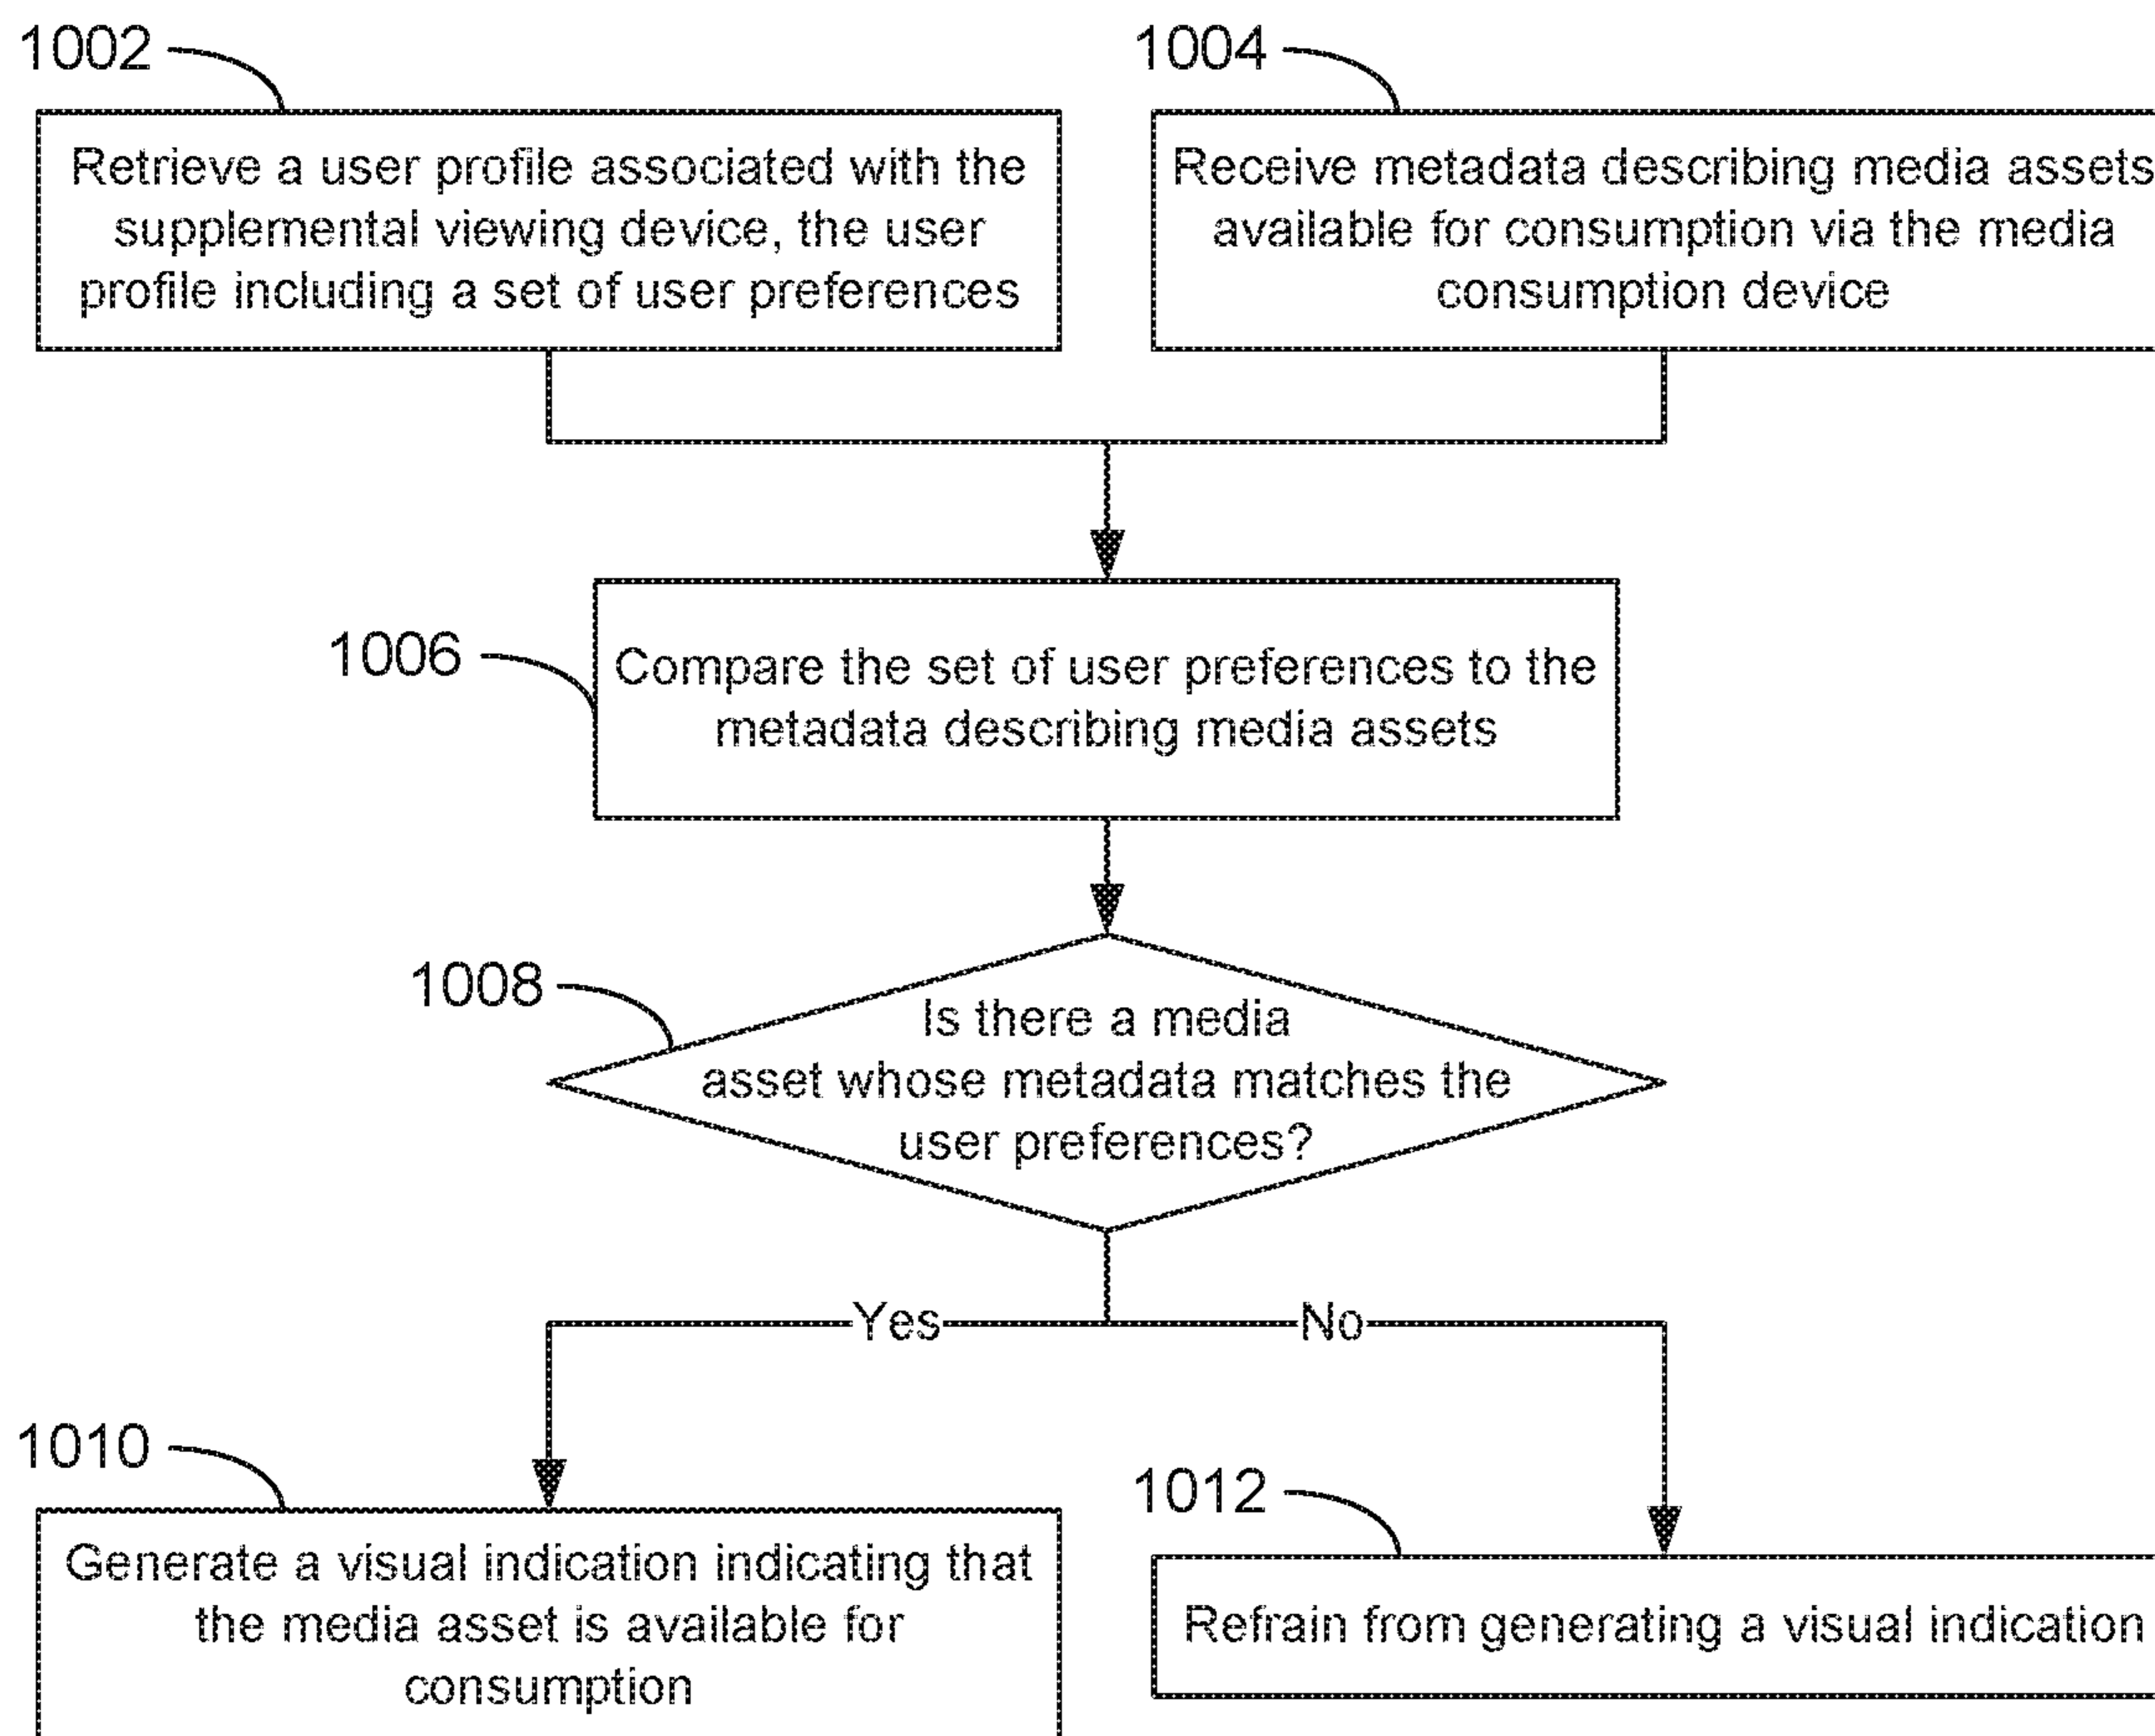 1002
Retrieve a user profile associated with the
supplemental viewing device, the user
profile including a set of user preferences
1004
Receive metadata describing media assets
available for consumption via the media
consumption device
1006
Compare the set of user preferences to the
metadata describing media assets
1008
Is there a media
asset whose metadata matches the
user preferences?
Yes
No
1010
Generate a visual indication indicating that
the media asset is available for
consumption
1012
Refrain from generating a visual indication